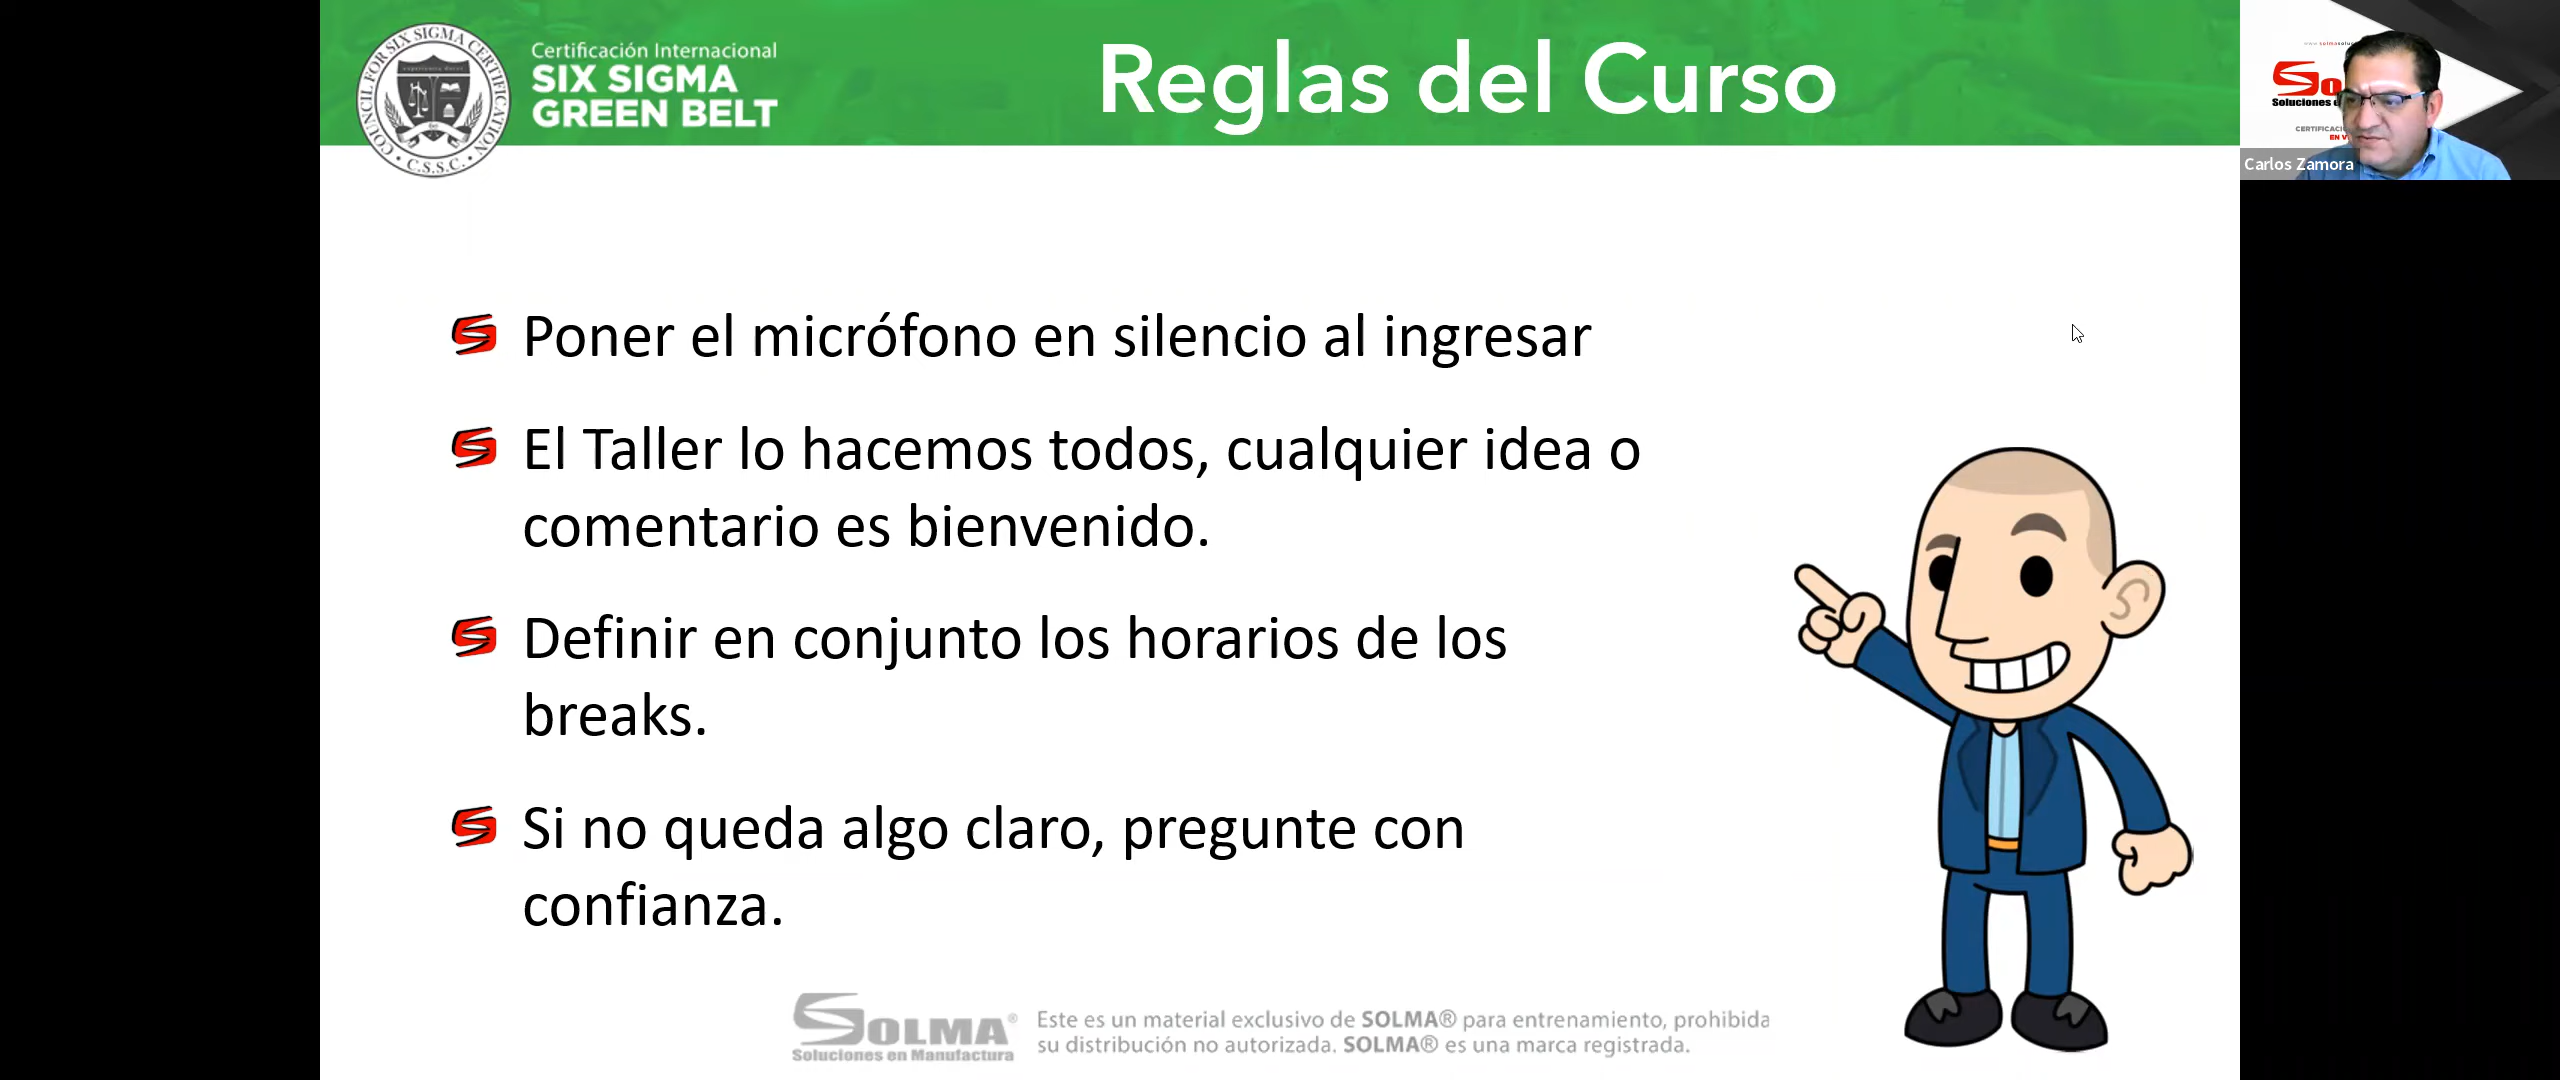 COUNCIL FOR SIX SIGMA CERTIFICATION
• C.S.S.C. •
Certificación Internacional
SIX SIGMA
GREEN BELT
Reglas del Curso
Carlos Zamora
Poner el micrófono en silencio al ingresar
El Taller lo hacemos todos, cualquier idea o
comentario es bienvenido.
Definir en conjunto los horarios de los
breaks.
Si no queda algo claro, pregunte con
confianza.
SOLMA®
Soluciones en Manufactura
Este es un material exclusivo de SOLMA® para entrenamiento, prohibida
su distribución no autorizada. SOLMA® es una marca registrada.